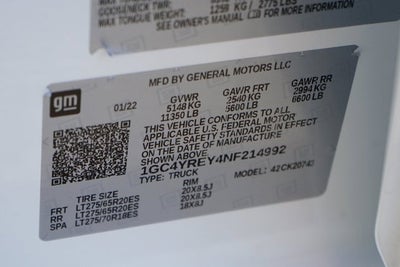 GOOSENECK TWR: 1259 KG / 2775 LBS
MAX TONGUE WEIGHT:
SEE OWNER'S MANUAL FOR MORE INFORMATION
gm
MFD BY GENERAL MOTORS LLC
01/22 GVWR GAWR FR GAWR RR
5148 KG 2540 KG 2994 KG
11350 LB 5600 LB 6600 LB
THIS VEHICLE CONFORMS TO ALL
APPLICABLE U.S. FEDERAL MOTOR
VEHICLE SAFETY STANDARDS IN EFFECT
ON THE DATE OF MANUFACTURE
SHOWN ABOVE
1GC4YREY4NF214992
TYPE: TRUCK MODEL: 42CK20743
TIRE SIZE RIM
FRT LT275/65R20ES 20X8.5J
RR LT275/65R20ES 20X8.5J
SPA LT275/70R18ES 18X8J